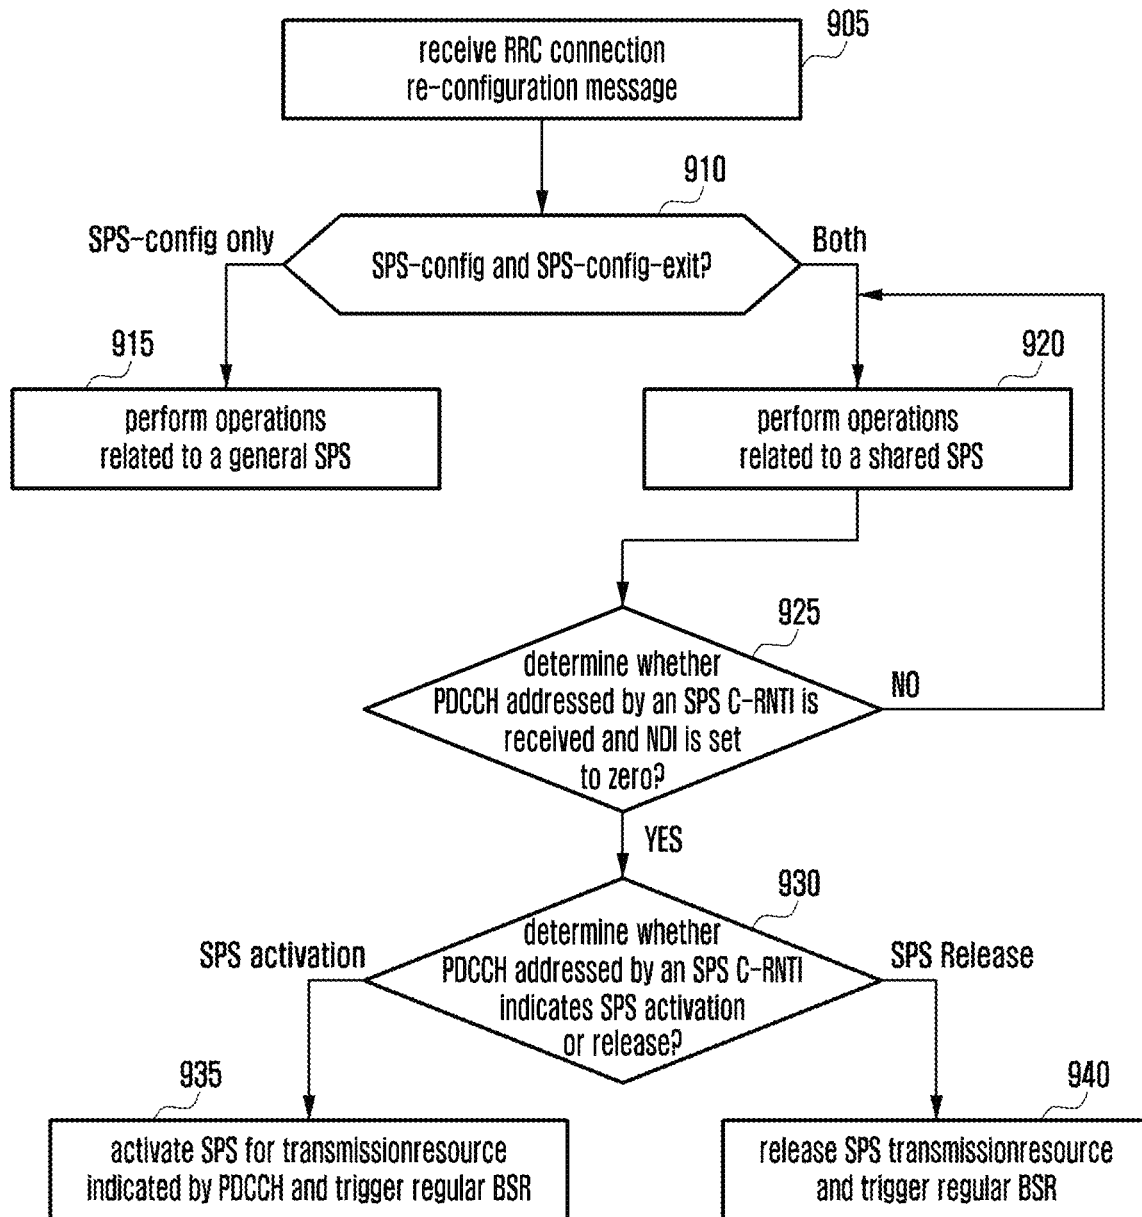 905
receive RRC connection
re-configuration message
910
SPS-config only
SPS-config and SPS-config-exit?
Both
915
perform operations
related to a general SPS
920
perform operations
related to a shared SPS
925
determine whether
PDCCH addressed by an SPS C-RNTI is
received and NDI is set
to zero?
NO
YES
930
SPS activation
determine whether
PDCCH addressed by an SPS C-RNTI
indicates SPS activation
or release?
SPS Release
935
activate SPS for transmissionresource
indicated by PDCCH and trigger regular BSR
940
release SPS transmissionresource
and trigger regular BSR